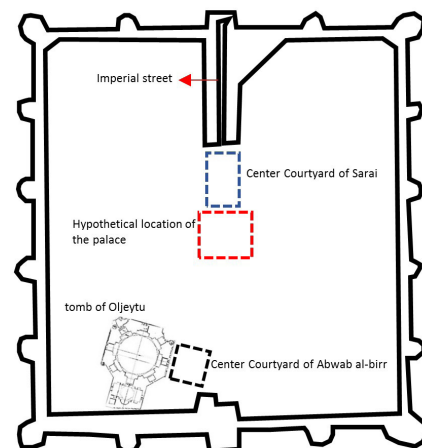 Imperial street
Center Courtyard of Sarai
Hypothetical location of
the palace
tomb of Oljeytu
Center Courtyard of Abwab al-birr